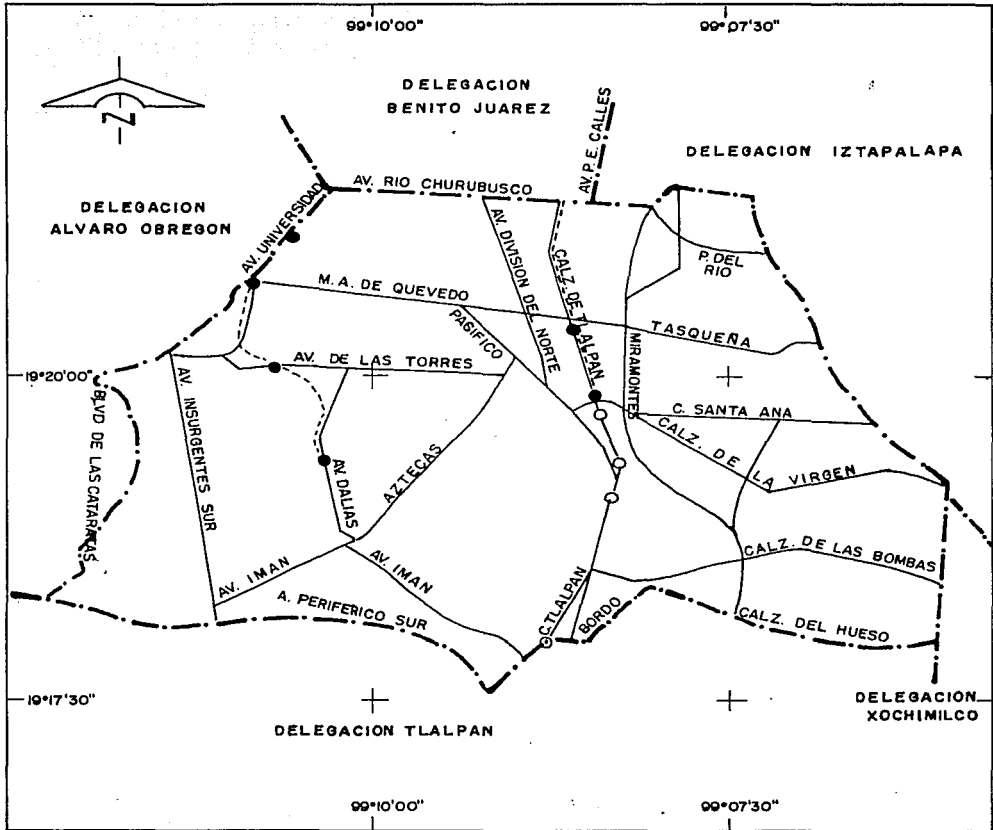 99°10'00"
99°07'30"
DELEGACION
BENITO JUAREZ
AV. P. E. CALLES
DELEGACION IZTAPALAPA
N
DELEGACION
ALVARO OBREGON
AV. UNIVERSIDAD
AV. RIO CHURUBUSCO
AV. DIVISION DEL NORTE
CALZ. DE TLALPAN
P. DEL
RIO
M. A. DE QUEVEDO
PACIFICO
TASQUEÑA
MIRAMONTES
19°20'00"
AV. DE LAS TORRES
BLVD DE LAS CATARATAS
AV. INSURGENTES SUR
C. SANTA ANA
CALZ. DE LA VIRGEN
AZTECAS
AV. DALIAS
AV. IMAN
AV. IMAN
CALZ. DE LAS BOMBAS
A. PERIFERICO SUR
C. TLALPAN
BORDO
CALZ. DEL HUESO
19°17'30"
DELEGACION TLALPAN
DELEGACION
XOCHIMILCO
99°10'00"
99°07'30"